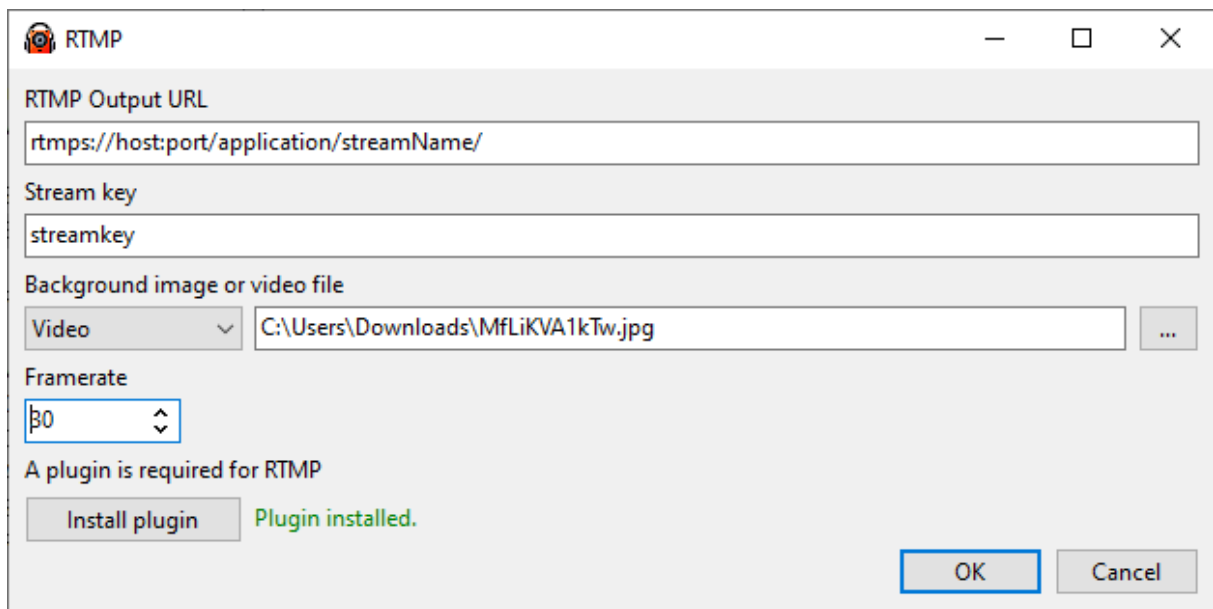 RTMP
RTMP Output URL
rtmps://host:port/application/streamName/
Stream key
streamkey
Background image or video file
Video
C:\Users\Downloads\MfLiKVA1kTw.jpg
...
Framerate
30
A plugin is required for RTMP
Install plugin
Plugin installed.
OK
Cancel